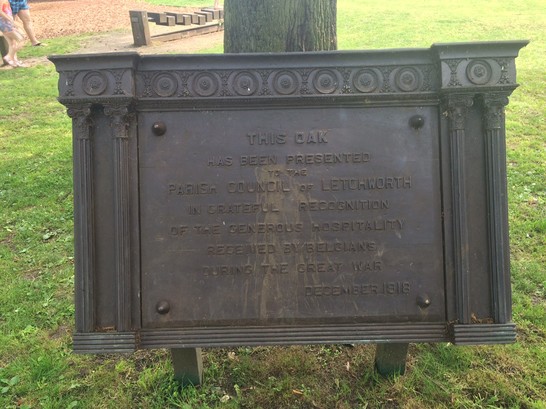 THIS OAK
HAS BEEN PRESENTED
TO THE
PARISH COUNCIL OF LETCHWORTH
IN GRATEFUL RECOGNITION
OF THE GENEROUS HOSPITALITY
RECEIVED BY BELGIANS
DURING THE GREAT WAR
DECEMBER 1916